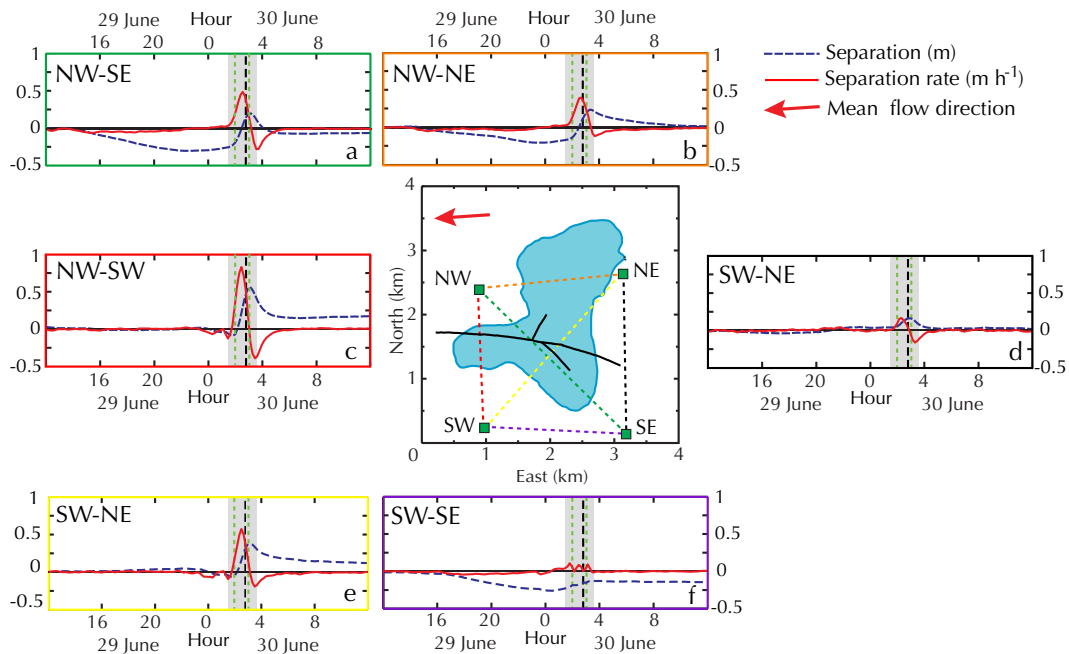 29 June Hour 30 June
16 20 0 4 8
1
0.5
0
-0.5
NW-SE
a
29 June Hour 30 June
16 20 0 4 8
NW-NE
b
1
0.5
0
-0.5
Separation (m)
Separation rate (m h-1)
Mean flow direction
1
0.5
0
-0.5
NW-SW
c
16 20 0 4 8
29 June Hour 30 June
4
3
2
1
0
North (km)
NW
NE
SW
SE
1 2 3 4
East (km)
SW-NE
d
1
0.5
0
-0.5
16 20 0 4 8
29 June Hour 30 June
1
0.5
0
-0.5
SW-NE
e
16 20 0 4 8
29 June Hour 30 June
SW-SE
f
1
0.5
0
-0.5
16 20 0 4 8
29 June Hour 30 June